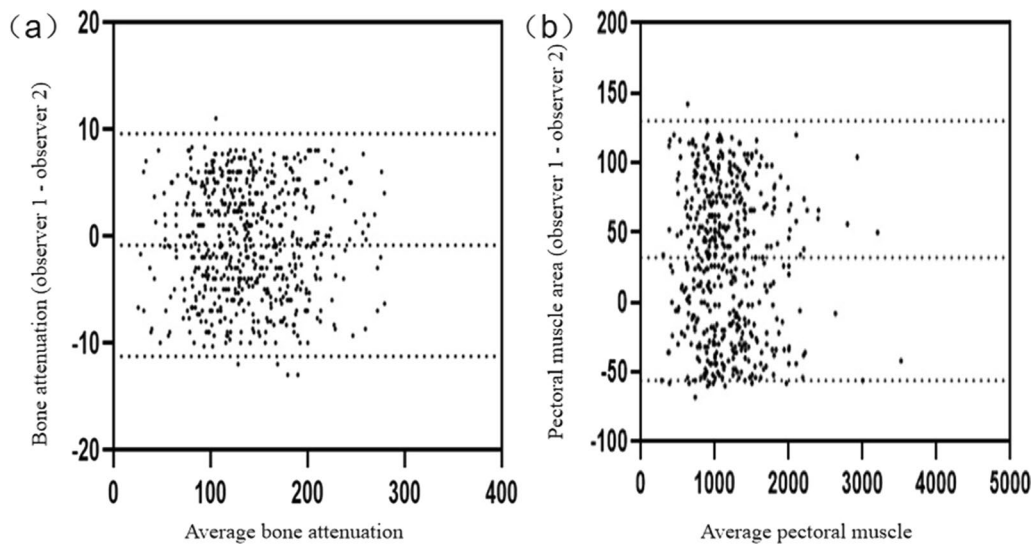 (a)
Bone attenuation (observer 1 - observer 2)
20
10
0
-10
-20
0 100 200 300 400
Average bone attenuation
(b)
Pectoral muscle area (observer 1 - observer 2)
200
150
100
50
0
-50
-100
0 1000 2000 3000 4000 5000
Average pectoral muscle